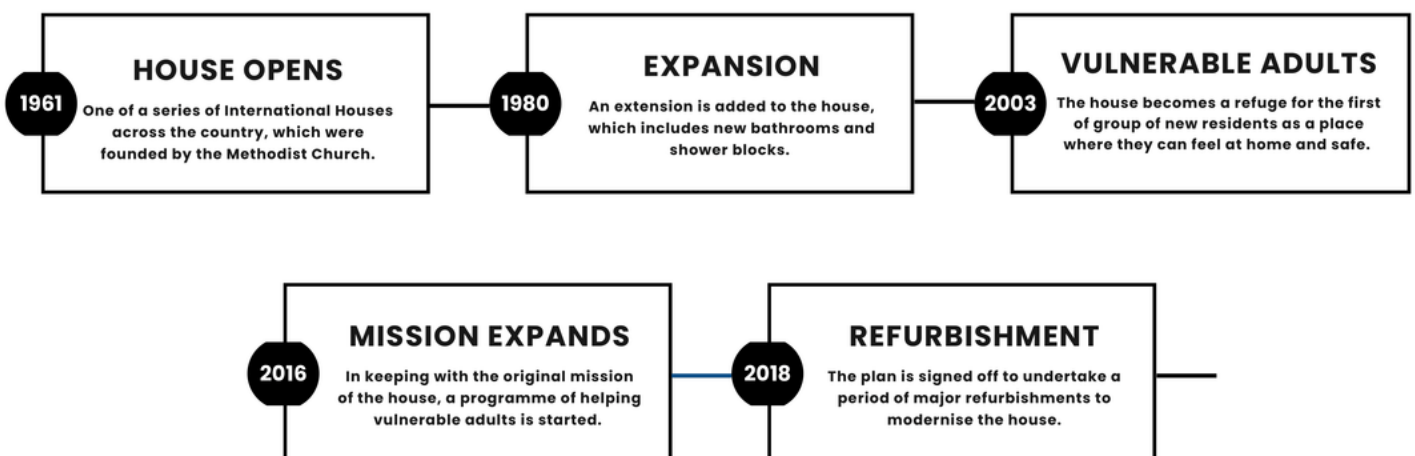 HOUSE OPENS
1961
One of a series of International Houses
across the country, which were
founded by the Methodist Church.
EXPANSION
1980
An extension is added to the house,
which includes new bathrooms and
shower blocks.
VULNERABLE ADULTS
2003
The house becomes a refuge for the first
of group of new residents as a place
where they can feel at home and safe.
MISSION EXPANDS
2016
In keeping with the original mission
of the house, a programme of helping
vulnerable adults is started.
REFURBISHMENT
2018
The plan is signed off to undertake a
period of major refurbishments to
modernise the house.